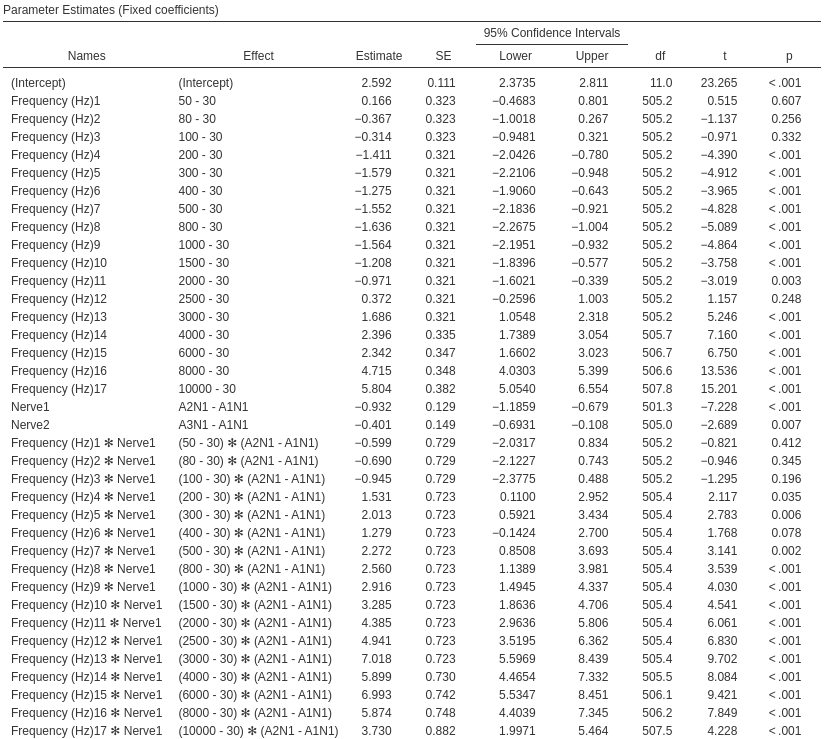 Parameter Estimates (Fixed coefficients)
95% Confidence Intervals
Names Effect Estimate SE Lower Upper df t p
(Intercept) (Intercept) 2.592 0.111 2.3735 2.811 11.0 23.265 < .001
Frequency (Hz)1 50 - 30 0.166 0.323 −0.4683 0.801 505.2 0.515 0.607
Frequency (Hz)2 80 - 30 −0.367 0.323 −1.0018 0.267 505.2 −1.137 0.256
Frequency (Hz)3 100 - 30 −0.314 0.323 −0.9481 0.321 505.2 −0.971 0.332
Frequency (Hz)4 200 - 30 −1.411 0.321 −2.0426 −0.780 505.2 −4.390 < .001
Frequency (Hz)5 300 - 30 −1.579 0.321 −2.2106 −0.948 505.2 −4.912 < .001
Frequency (Hz)6 400 - 30 −1.275 0.321 −1.9060 −0.643 505.2 −3.965 < .001
Frequency (Hz)7 500 - 30 −1.552 0.321 −2.1836 −0.921 505.2 −4.828 < .001
Frequency (Hz)8 800 - 30 −1.636 0.321 −2.2675 −1.004 505.2 −5.089 < .001
Frequency (Hz)9 1000 - 30 −1.564 0.321 −2.1951 −0.932 505.2 −4.864 < .001
Frequency (Hz)10 1500 - 30 −1.208 0.321 −1.8396 −0.577 505.2 −3.758 < .001
Frequency (Hz)11 2000 - 30 −0.971 0.321 −1.6021 −0.339 505.2 −3.019 0.003
Frequency (Hz)12 2500 - 30 0.372 0.321 −0.2596 1.003 505.2 1.157 0.248
Frequency (Hz)13 3000 - 30 1.686 0.321 1.0548 2.318 505.2 5.246 < .001
Frequency (Hz)14 4000 - 30 2.396 0.335 1.7389 3.054 505.7 7.160 < .001
Frequency (Hz)15 6000 - 30 2.342 0.347 1.6602 3.023 506.7 6.750 < .001
Frequency (Hz)16 8000 - 30 4.715 0.348 4.0303 5.399 506.6 13.536 < .001
Frequency (Hz)17 10000 - 30 5.804 0.382 5.0540 6.554 507.8 15.201 < .001
Nerve1 A2N1 - A1N1 −0.932 0.129 −1.1859 −0.679 501.3 −7.228 < .001
Nerve2 A3N1 - A1N1 −0.401 0.149 −0.6931 −0.108 505.0 −2.689 0.007
Frequency (Hz)1 ✻ Nerve1 (50 - 30) ✻ (A2N1 - A1N1) −0.599 0.729 −2.0317 0.834 505.2 −0.821 0.412
Frequency (Hz)2 ✻ Nerve1 (80 - 30) ✻ (A2N1 - A1N1) −0.690 0.729 −2.1227 0.743 505.2 −0.946 0.345
Frequency (Hz)3 ✻ Nerve1 (100 - 30) ✻ (A2N1 - A1N1) −0.945 0.729 −2.3775 0.488 505.2 −1.295 0.196
Frequency (Hz)4 ✻ Nerve1 (200 - 30) ✻ (A2N1 - A1N1) 1.531 0.723 0.1100 2.952 505.4 2.117 0.035
Frequency (Hz)5 ✻ Nerve1 (300 - 30) ✻ (A2N1 - A1N1) 2.013 0.723 0.5921 3.434 505.4 2.783 0.006
Frequency (Hz)6 ✻ Nerve1 (400 - 30) ✻ (A2N1 - A1N1) 1.279 0.723 −0.1424 2.700 505.4 1.768 0.078
Frequency (Hz)7 ✻ Nerve1 (500 - 30) ✻ (A2N1 - A1N1) 2.272 0.723 0.8508 3.693 505.4 3.141 0.002
Frequency (Hz)8 ✻ Nerve1 (800 - 30) ✻ (A2N1 - A1N1) 2.560 0.723 1.1389 3.981 505.4 3.539 < .001
Frequency (Hz)9 ✻ Nerve1 (1000 - 30) ✻ (A2N1 - A1N1) 2.916 0.723 1.4945 4.337 505.4 4.030 < .001
Frequency (Hz)10 ✻ Nerve1 (1500 - 30) ✻ (A2N1 - A1N1) 3.285 0.723 1.8636 4.706 505.4 4.541 < .001
Frequency (Hz)11 ✻ Nerve1 (2000 - 30) ✻ (A2N1 - A1N1) 4.385 0.723 2.9636 5.806 505.4 6.061 < .001
Frequency (Hz)12 ✻ Nerve1 (2500 - 30) ✻ (A2N1 - A1N1) 4.941 0.723 3.5195 6.362 505.4 6.830 < .001
Frequency (Hz)13 ✻ Nerve1 (3000 - 30) ✻ (A2N1 - A1N1) 7.018 0.723 5.5969 8.439 505.4 9.702 < .001
Frequency (Hz)14 ✻ Nerve1 (4000 - 30) ✻ (A2N1 - A1N1) 5.899 0.730 4.4654 7.332 505.5 8.084 < .001
Frequency (Hz)15 ✻ Nerve1 (6000 - 30) ✻ (A2N1 - A1N1) 6.993 0.742 5.5347 8.451 506.1 9.421 < .001
Frequency (Hz)16 ✻ Nerve1 (8000 - 30) ✻ (A2N1 - A1N1) 5.874 0.748 4.4039 7.345 506.2 7.849 < .001
Frequency (Hz)17 ✻ Nerve1 (10000 - 30) ✻ (A2N1 - A1N1) 3.730 0.882 1.9971 5.464 507.5 4.228 < .001